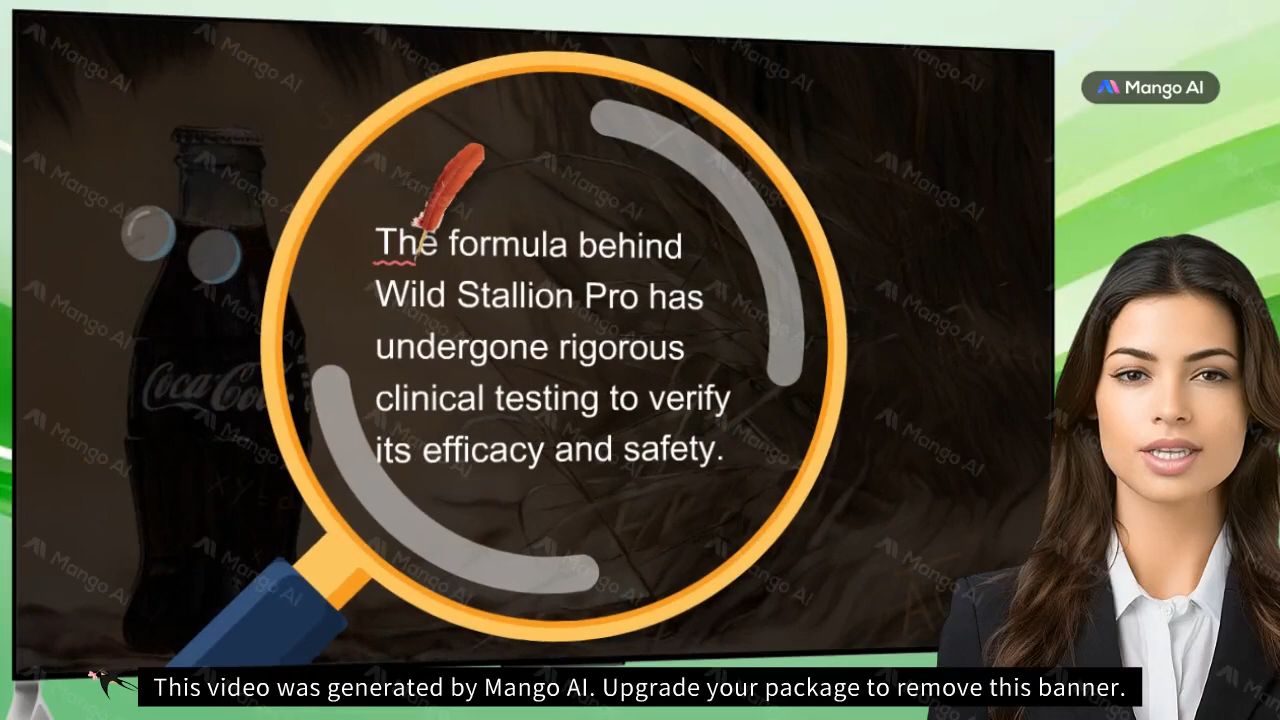 Mango AI
The formula behind
Wild Stallion Pro has
undergone rigorous
clinical testing to verify
its efficacy and safety.
Coca-Co
This video was generated by Mango AI. Upgrade your package to remove this banner.